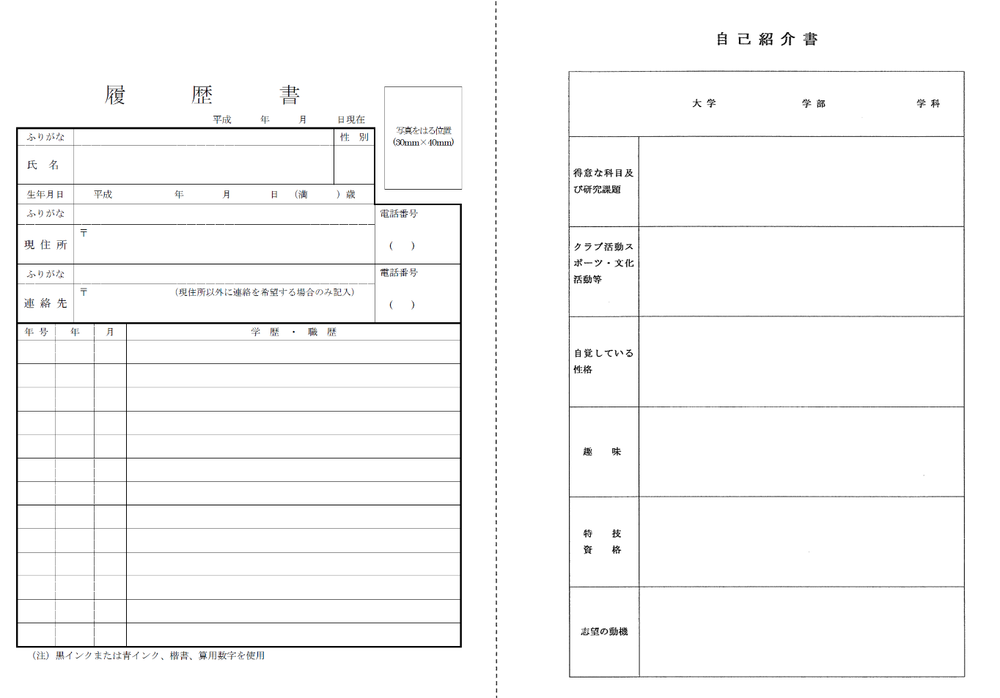 履 歴 書
平成 年 月 日現在
写真をはる位置
(30mm×40mm)
ふりがな 性 別
氏 名
生年月日 平成 年 月 日 (満 )歳
ふりがな 電話番号
現 住 所 〒
( )
ふりがな 電話番号
連 絡 先 〒 (現住所以外に連絡を希望する場合のみ記入)
( )
年 号 年 月 学 歴 ・ 職 歴
(注)黒インクまたは青インク、楷書、算用数字を使用
自 己 紹 介 書
大 学 学 部 学 科
得意な科目及
び研究課題
クラブ活動ス
ポーツ・文化
活動等
自覚している
性格
趣 味
特 技
資 格
志望の動機